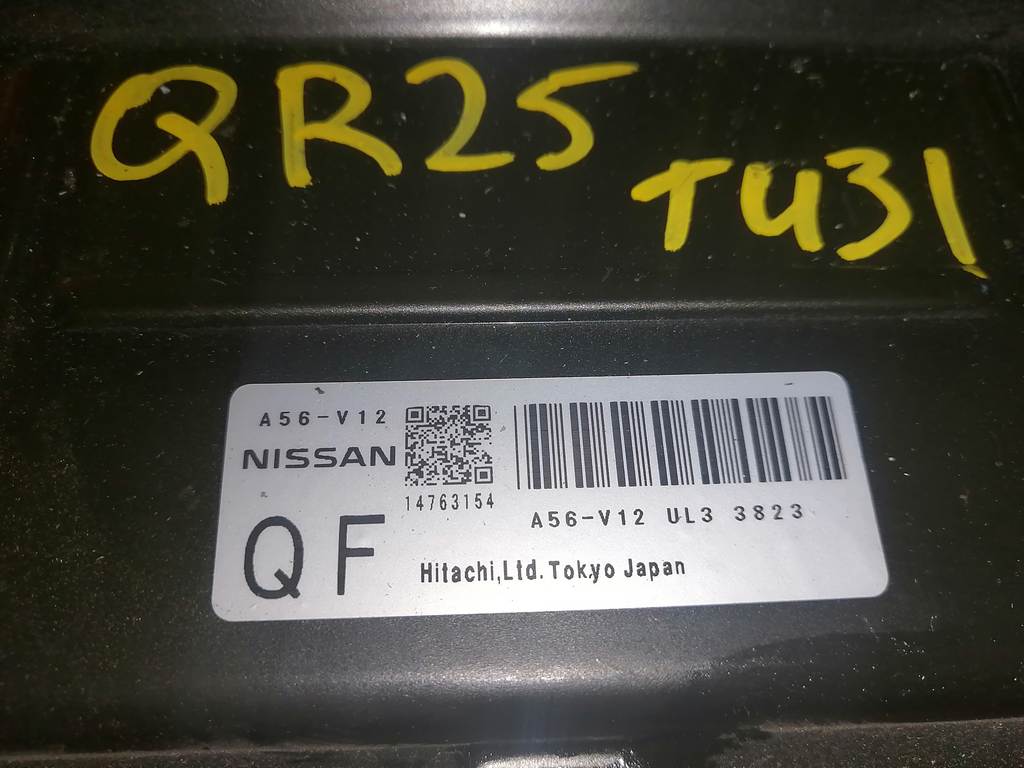 QR25
TU31
A56-V12
NISSAN
14763154
A56-V12 UL3 3823
QF
Hitachi,Ltd.Tokyo Japan